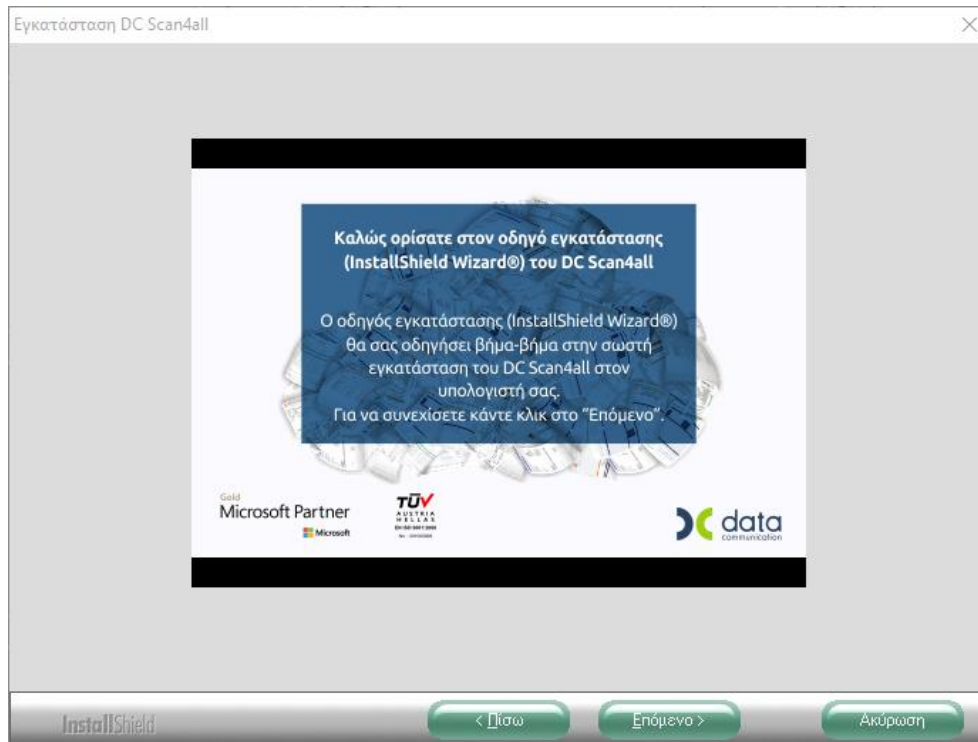 Εγκατάσταση DC Scan4all
Καλώς ορίσατε στον οδηγό εγκατάστασης
(InstallShield Wizard®) του DC Scan4all
Ο οδηγός εγκατάστασης (InstallShield Wizard®)
θα σας οδηγήσει βήμα-βήμα στην σωστή
εγκατάσταση του DC Scan4all στον
υπολογιστή σας.
Για να συνεχίσετε κάντε κλικ στο “Επόμενο”.
Gold
Microsoft Partner
Microsoft
TÜV
AUSTRIA
HELLAS
data
communication
InstallShield
< Πίσω
Επόμενο >
Ακύρωση